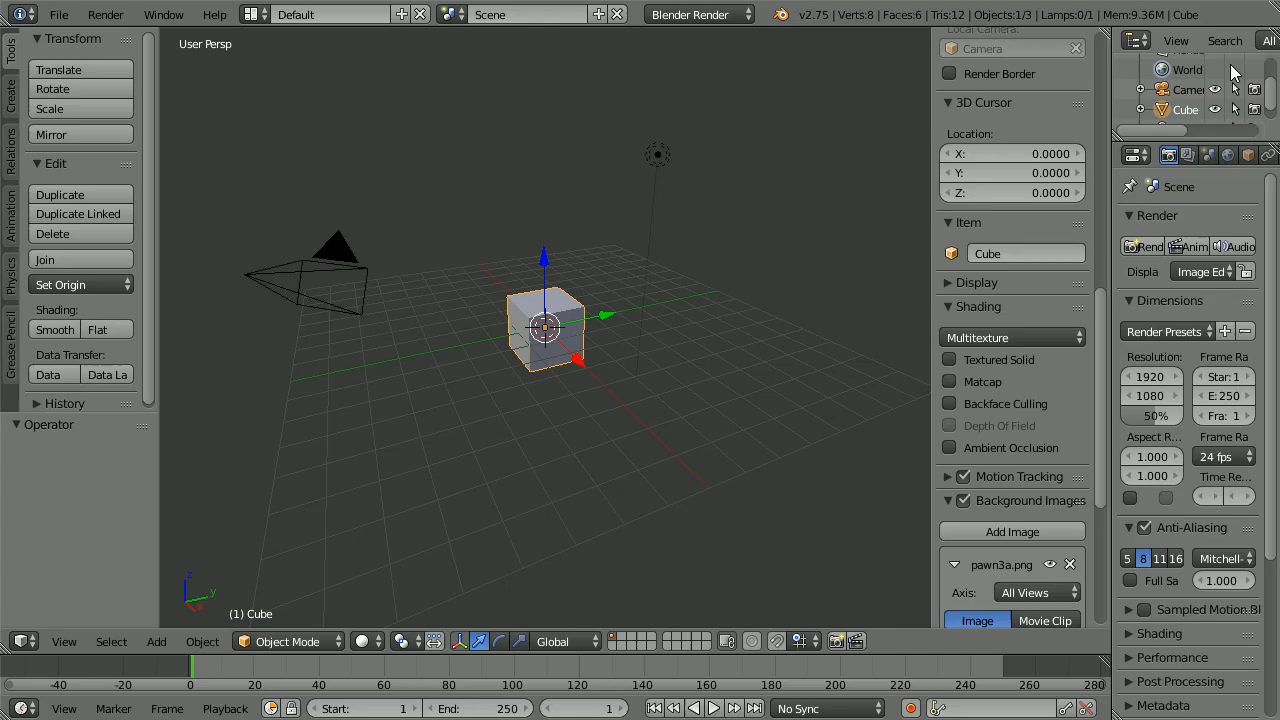 File Render Window Help Default Scene Blender Render v2.75 | Verts:8 | Faces:6 | Tris:12 | Objects:1/3 | Lamps:0/1 | Mem:9.36M | Cube
Tools
Create
Relations
Animation
Physics
Grease Pencil
Transform
Translate
Rotate
Scale
Mirror
Edit
Duplicate
Duplicate Linked
Delete
Join
Set Origin
Shading:
Smooth Flat
Data Transfer:
Data Data La
History
Operator
User Persp
z
y
x
(1) Cube
Local Camera:
Camera
Render Border
3D Cursor
Location:
X: 0.0000
Y: 0.0000
Z: 0.0000
Item
Cube
Display
Shading
Multitexture
Textured Solid
Matcap
Backface Culling
Depth Of Field
Ambient Occlusion
Motion Tracking
Background Images
Add Image
pawn3a.png
Axis: All Views
Image Movie Clip
View Search All
World
Camer
Cube
Scene
Render
Rend Anim Audio
Displa Image Ed
Dimensions
Render Presets
Resolution: Frame Ra
1920 Star: 1
1080 E: 250
50% Fra: 1
Aspect R... Frame Ra
1.000 24 fps
1.000 Time Re...
Anti-Aliasing
5 8 11 16 Mitchell-
Full Sa 1.000
Sampled Motion Bl
Shading
Performance
Post Processing
Metadata
View Select Add Object Object Mode Global
-40 -20 0 20 40 60 80 100 120 140 160 180 200 220 240 260 280
View Marker Frame Playback Start: 1 End: 250 1 No Sync